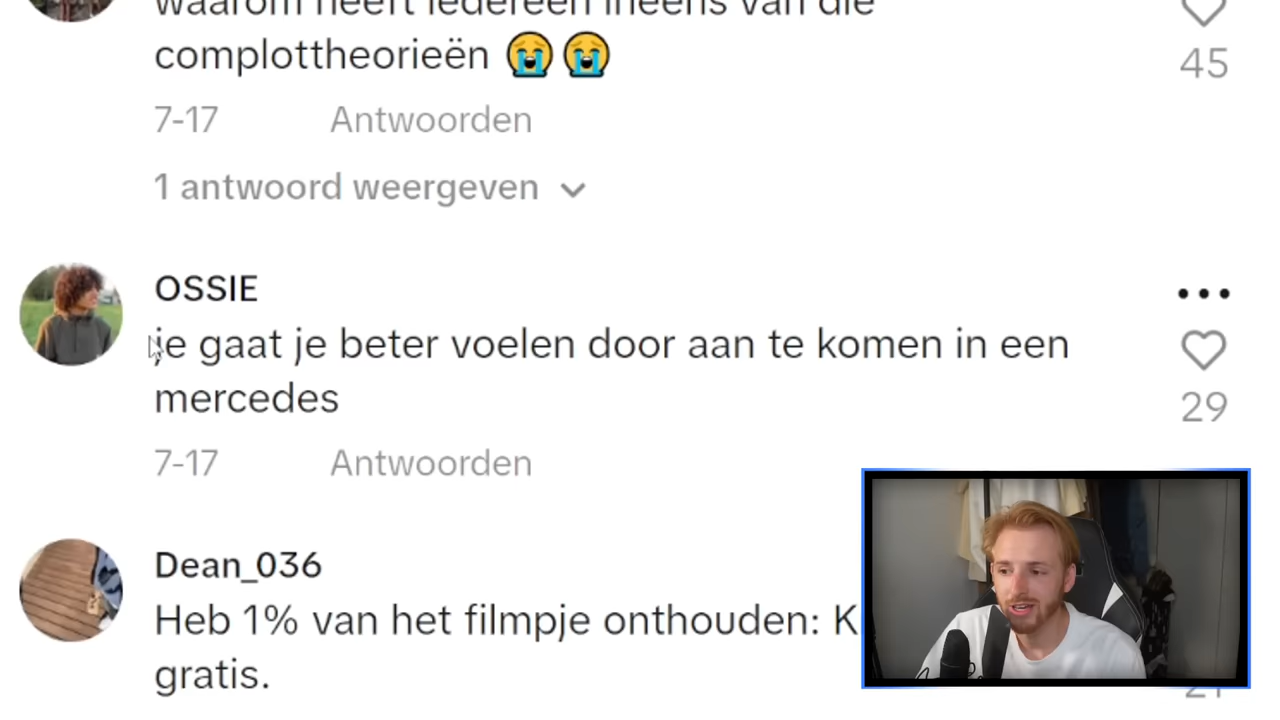 waarom heeft iedereen ineens van die
complottheorieën 😭😭
45
7-17 Antwoorden
1 antwoord weergeven
OSSIE
je gaat je beter voelen door aan te komen in een
mercedes
29
7-17 Antwoorden
Dean_036
Heb 1% van het filmpje onthouden: K
gratis.